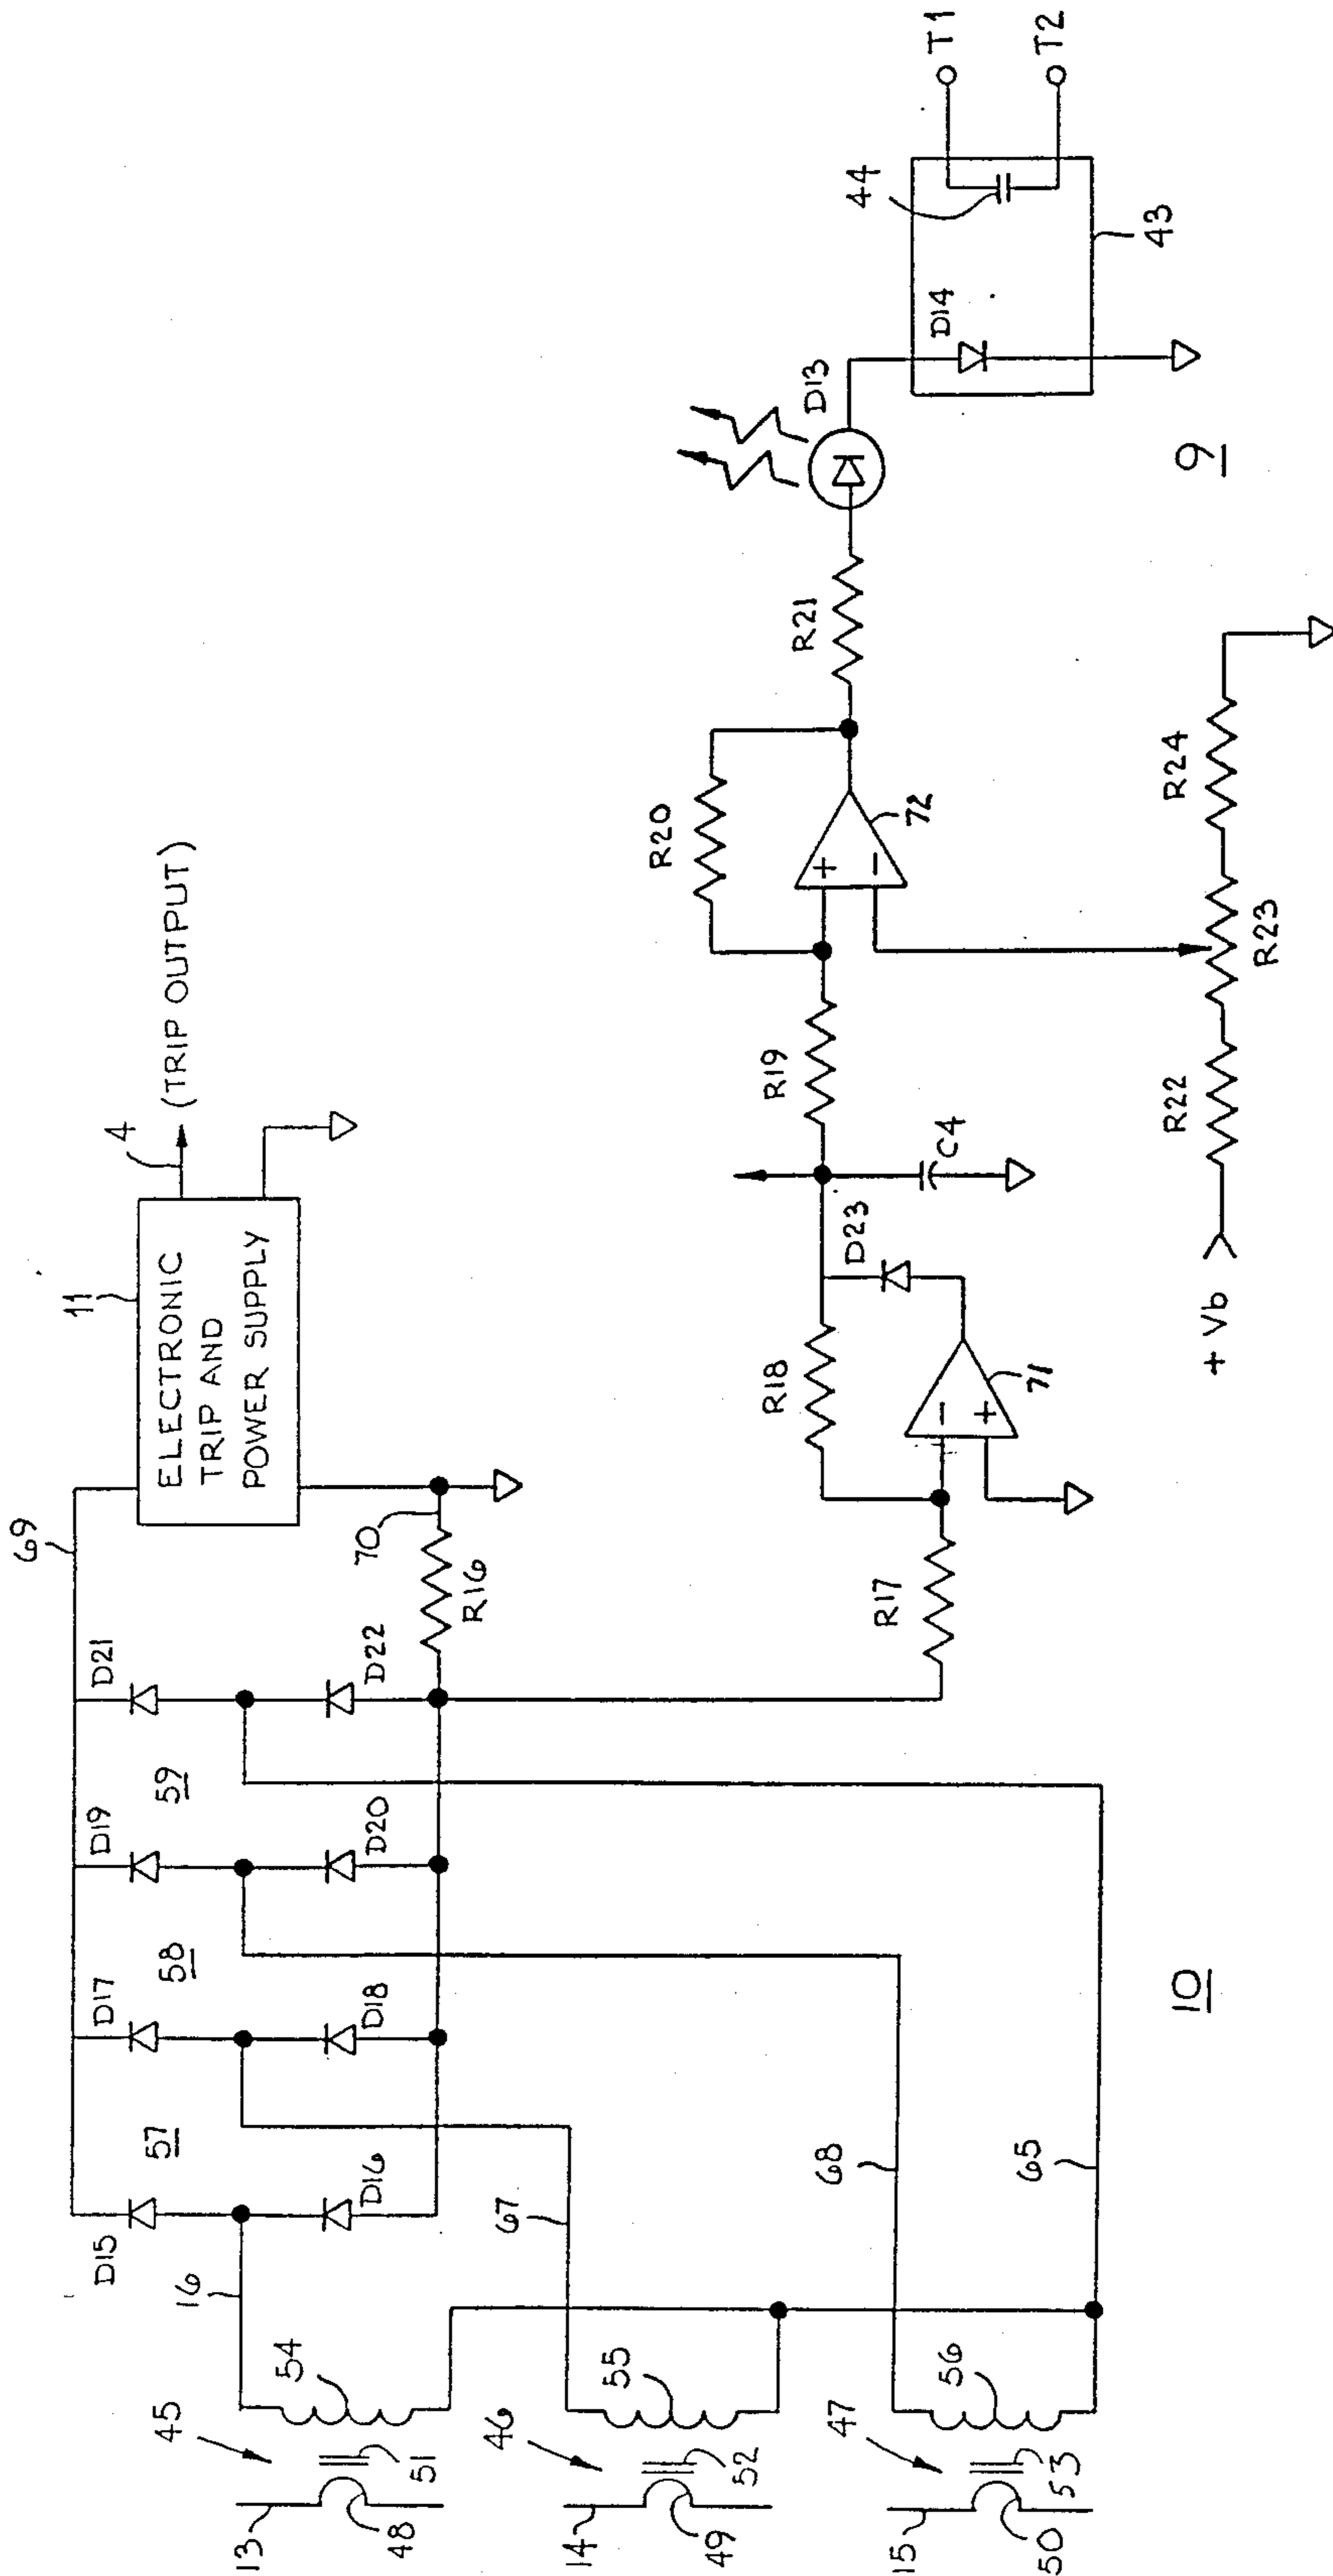 69
11
ELECTRONIC
TRIP AND
POWER SUPPLY
4
(TRIP OUTPUT)
D15
57
D17
58
D19
59
D21
16
D16
D18
D20
D22
70
R16
45
54
13
51
48
67
46
55
14
52
49
68
47
56
15
53
50
65
10
R17
R18
71
-
+
D23
C4
R19
R20
+
-
72
R21
D13
D14
44
43
T1
T2
+ Vb
R22
R23
R24
9